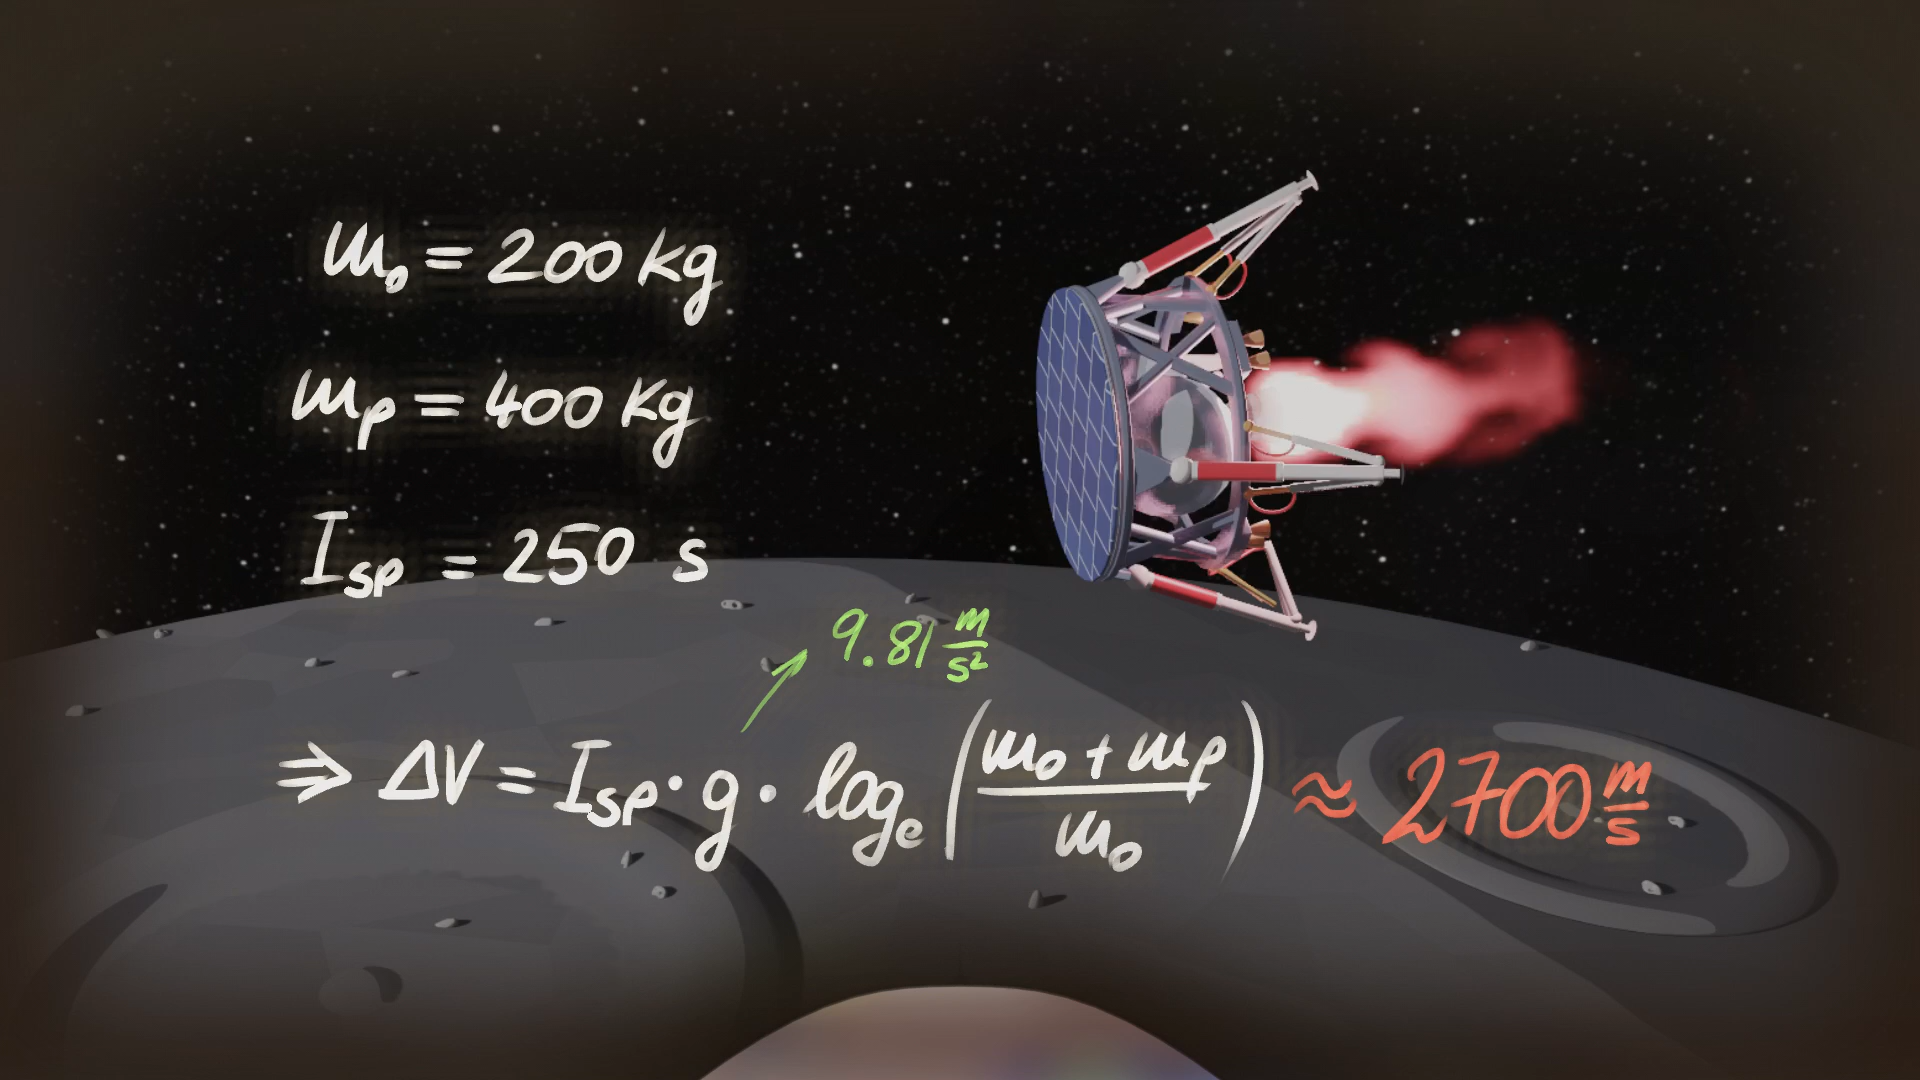 m₀ = 200 kg
mₚ = 400 kg
Iₛₚ = 250 s
9.81 m/s²
⇒ ΔV = Iₛₚ · g · logₑ ((m₀ + mₚ)/m₀) ≈ 2700 m/s